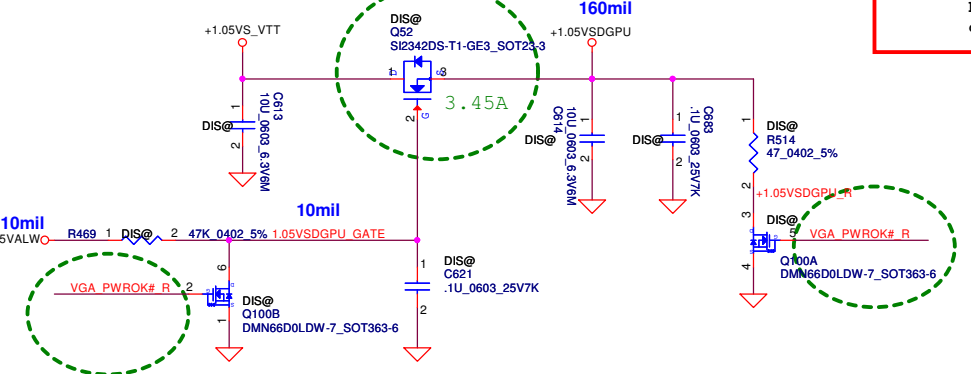 160mil
DIS@
Q52
SI2342DS-T1-GE3_SOT23-3
+1.05VS_VTT
+1.05VSDGPU
1
D
S
3
3.45A
2
G
C613
10U_0603_6.3V6M
DIS@
1
2
C614
10U_0603_6.3V6M
DIS@
1
2
C683
.1U_0603_25V7K
DIS@
1
2
1
DIS@
R514
47_0402_5%
2
+1.05VSDGPU_R
3
DIS@
5
VGA_PWROK#_R
Q100A
DMN66D0LDW-7_SOT363-6
4
10mil
10mil
5VALW
R469
1
DIS@
2
47K_0402_5%
1.05VSDGPU_GATE
6
VGA_PWROK#_R
2
DIS@
Q100B
DMN66D0LDW-7_SOT363-6
1
1
DIS@
C621
.1U_0603_25V7K
2